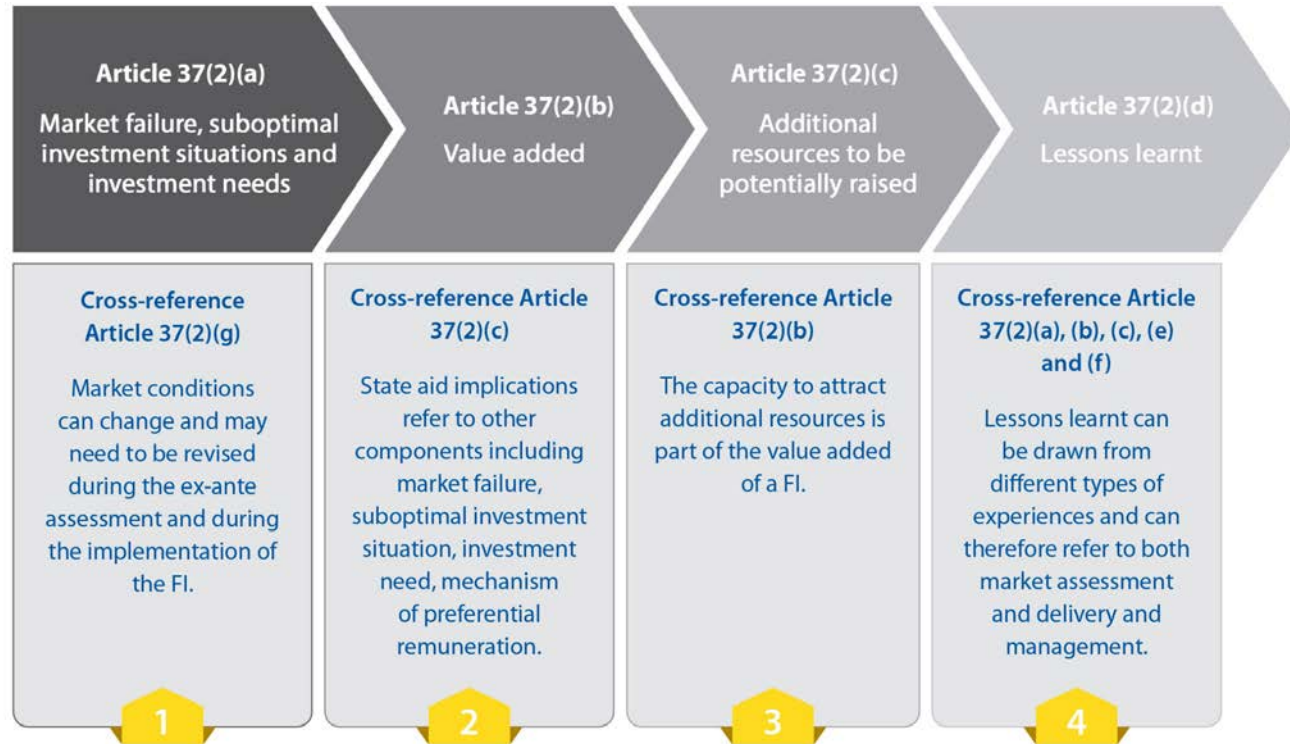 Article 37(2)(a)
Market failure, suboptimal
investment situations and
investment needs
Article 37(2)(b)
Value added
Article 37(2)(c)
Additional
resources to be
potentially raised
Article 37(2)(d)
Lessons learnt
Cross-reference
Article 37(2)(g)
Market conditions
can change and may
need to be revised
during the ex-ante
assessment and during
the implementation of
the FI.
1
Cross-reference Article
37(2)(c)
State aid implications
refer to other
components including
market failure,
suboptimal investment
situation, investment
need, mechanism
of preferential
remuneration.
2
Cross-reference Article
37(2)(b)
The capacity to attract
additional resources is
part of the value added
of a FI.
3
Cross-reference Article
37(2)(a), (b), (c), (e)
and (f)
Lessons learnt can
be drawn from
different types of
experiences and can
therefore refer to both
market assessment
and delivery and
management.
4